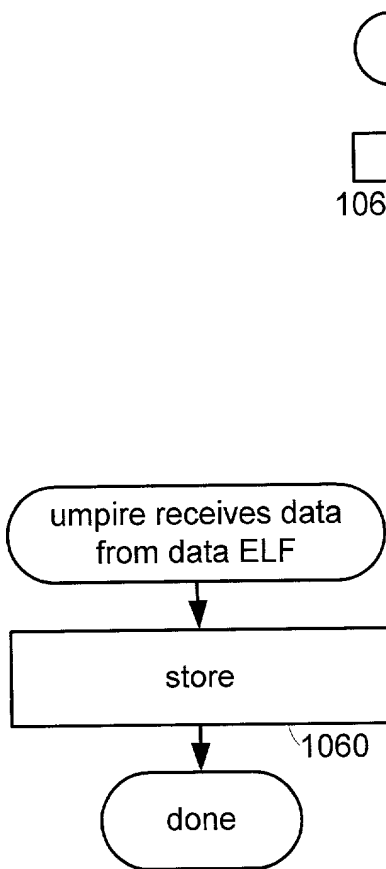 106
umpire receives data
from data ELF
store
1060
done